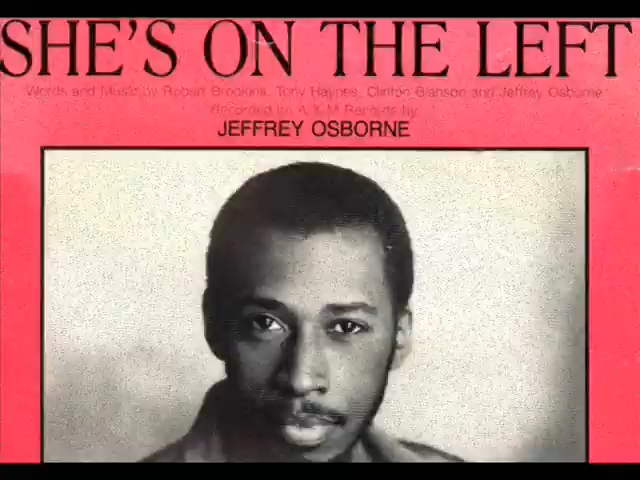 SHE'S ON THE LEFT
Words and Music by Robert Brookins, Tony Haynes, Clinton Blanson and Jeffrey Osborne
Recorded on A & M Records by
JEFFREY OSBORNE